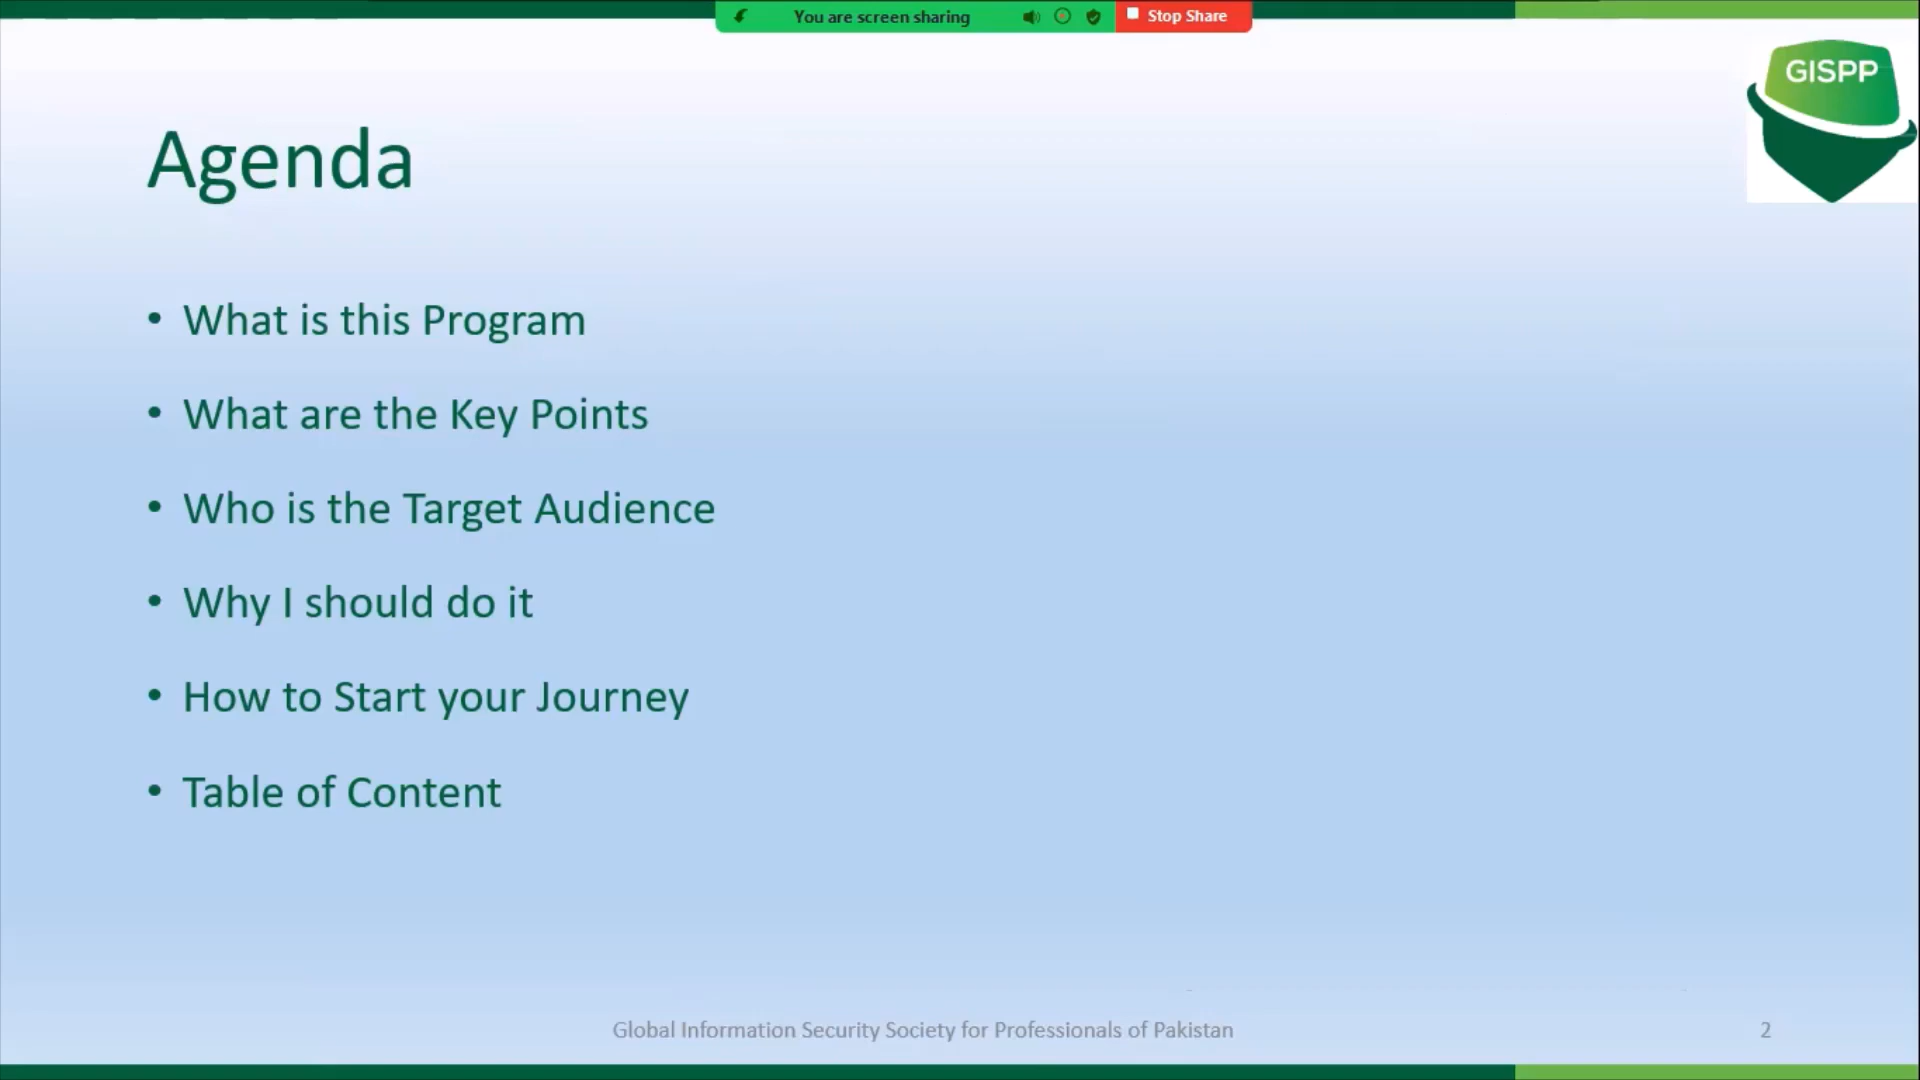 You are screen sharing
Stop Share
GISPP
Agenda
• What is this Program
• What are the Key Points
• Who is the Target Audience
• Why I should do it
• How to Start your Journey
• Table of Content
Global Information Security Society for Professionals of Pakistan
2